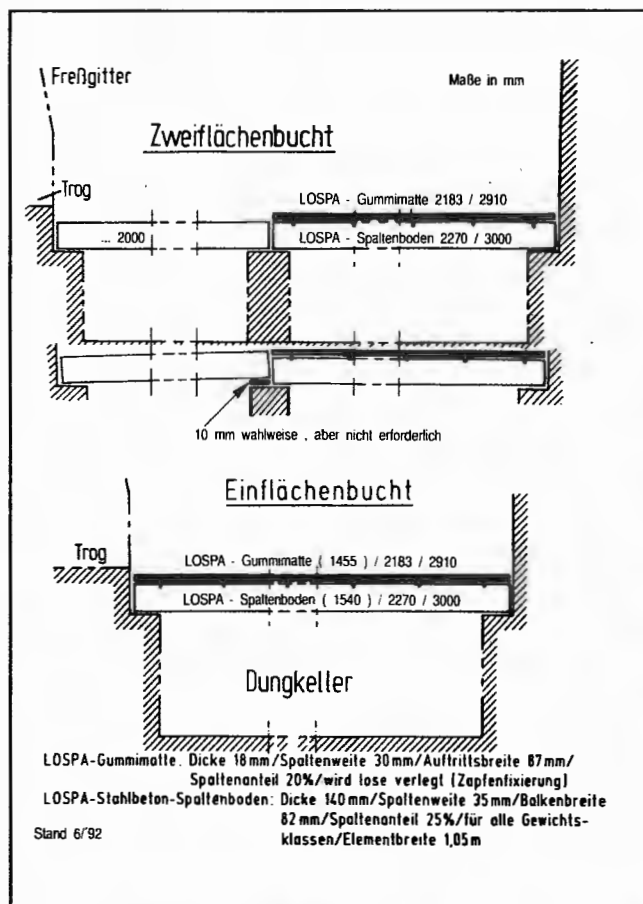 Freßgitter
Maße in mm
Zweiflächenbucht
Trog
LOSPA - Gummimatte 2183 / 2910
... 2000
LOSPA - Spaltenboden 2270 / 3000
10 mm wahlweise , aber nicht erforderlich
Einflächenbucht
Trog
LOSPA - Gummimatte ( 1455 ) / 2183 / 2910
LOSPA - Spaltenboden ( 1540 ) / 2270 / 3000
Dungkeller
LOSPA-Gummimatte. Dicke 18mm/Spaltenweite 30mm/Auftrittsbreite 87mm/
Spaltenanteil 20%/wird lose verlegt (Zapfenfixierung)
LOSPA-Stahlbeton-Spaltenboden: Dicke 140mm/Spaltenweite 35mm/Balkenbreite
82mm/Spaltenanteil 25%/für alle Gewichts-
klassen/Elementbreite 1,05m
Stand 6/'92